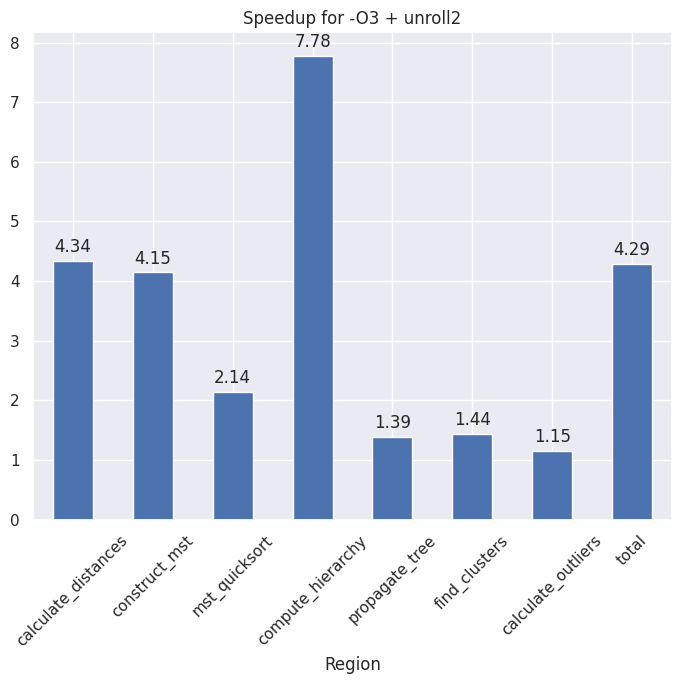 Speedup for -O3 + unroll2
8
7
6
5
4
3
2
1
0
4.34
4.15
2.14
7.78
1.39
1.44
1.15
4.29
calculate_distances
construct_mst
mst_quicksort
compute_hierarchy
propagate_tree
find_clusters
calculate_outliers
total
Region